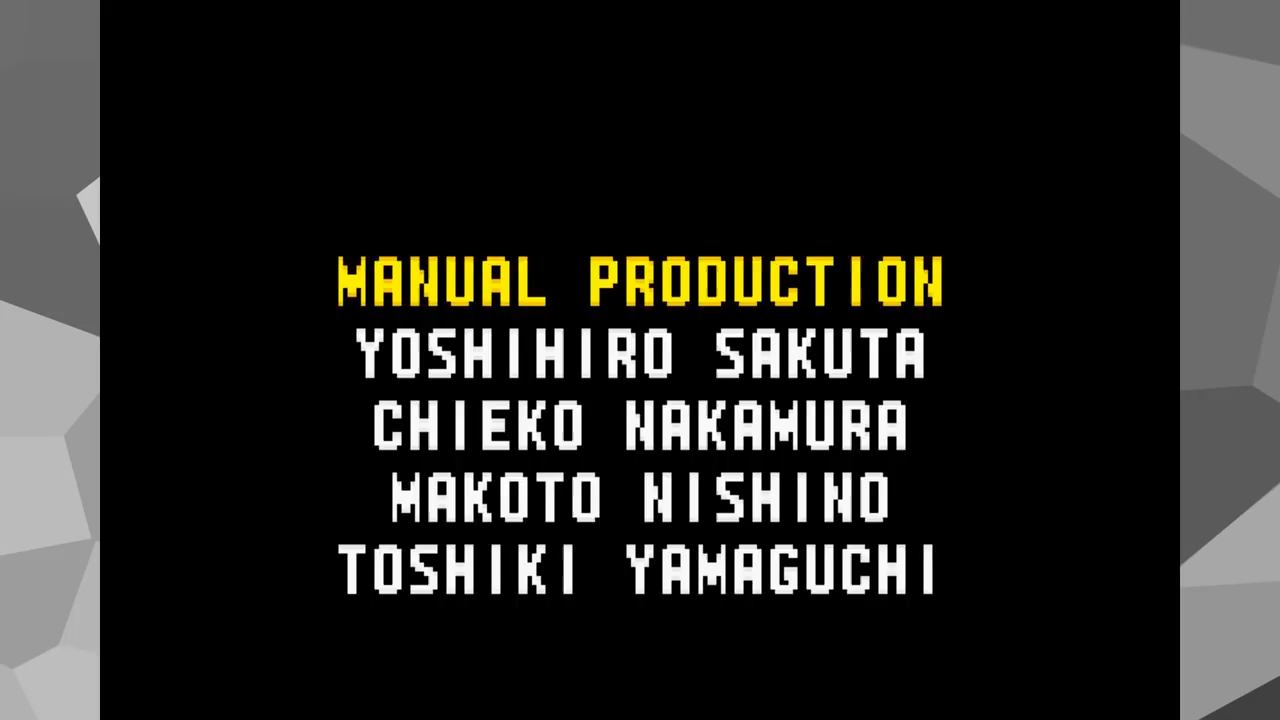 MANUAL PRODUCTION
YOSHIHIRO SAKUTA
CHIEKO NAKAMURA
MAKOTO NISHINO
TOSHIKI YAMAGUCHI